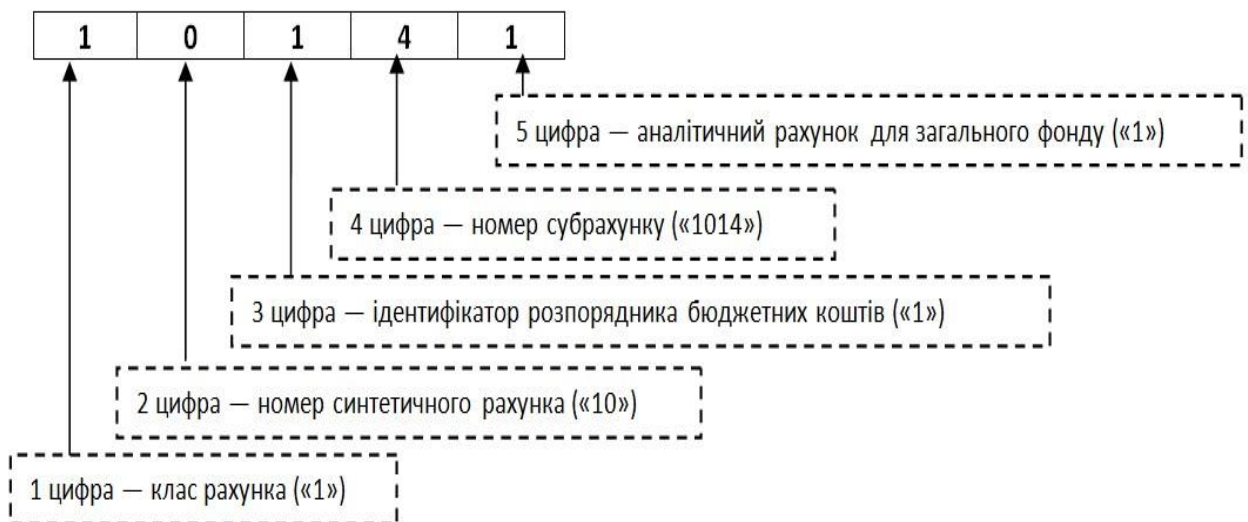 1 0 1 4 1
5 цифра — аналітичний рахунок для загального фонду («1»)
4 цифра — номер субрахунку («1014»)
3 цифра — ідентифікатор розпорядника бюджетних коштів («1»)
2 цифра — номер синтетичного рахунка («10»)
1 цифра — клас рахунка («1»)